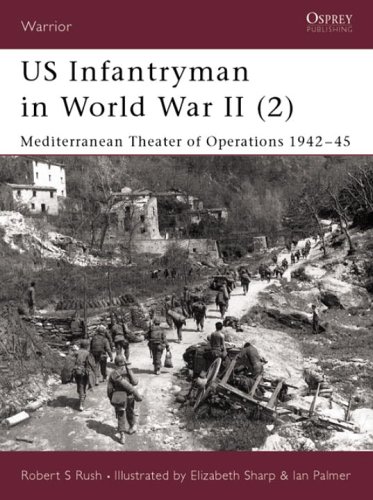 Warrior
OSPREY
PUBLISHING
US Infantryman
in World War II (2)
Mediterranean Theater of Operations 1942–45
Robert S Rush • Illustrated by Elizabeth Sharp & Ian Palmer